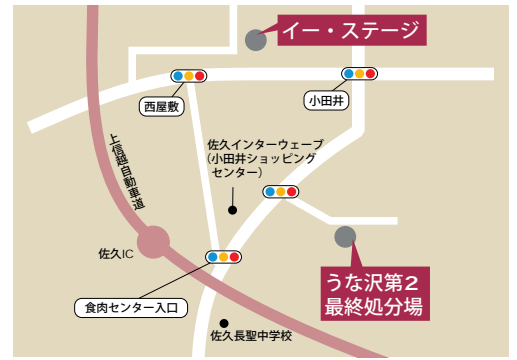 イー・ステージ
西屋敷
小田井
上信越自動車道
佐久インターウェーブ
(小田井ショッピング
センター)
佐久IC
うな沢第2
最終処分場
食肉センター入口
佐久長聖中学校